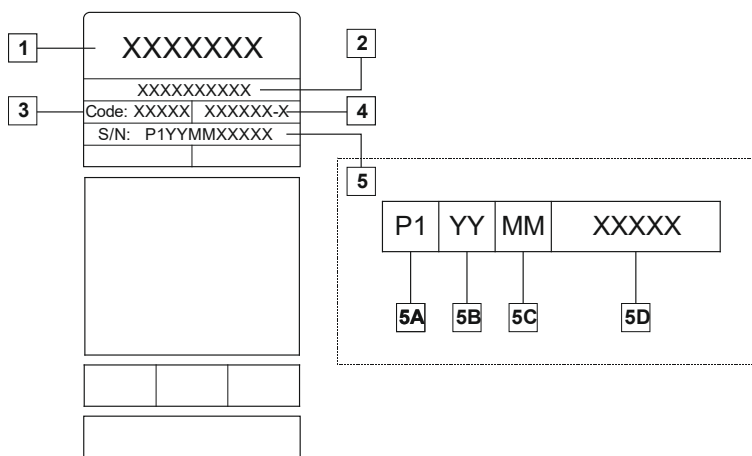 1 XXXXXXX 2
XXXXXXXXXX
3 Code: XXXXX XXXXXX-X 4
S/N: P1YYMMXXXXX
5
P1 YY MM XXXXX
5A 5B 5C 5D